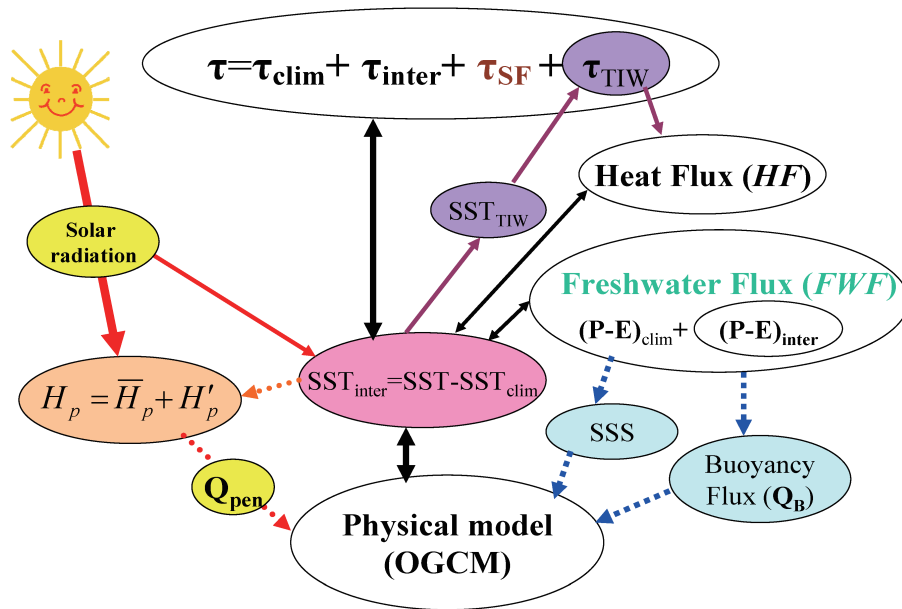 τ=τclim+ τinter+ τSF + τTIW
Heat Flux (HF)
SSTTIW
Solar
radiation
Freshwater Flux (FWF)
(P-E)clim+ (P-E)inter
SSTinter=SST-SSTclim
Hp = H̅p + H′p
SSS
Buoyancy
Flux (QB)
Qpen
Physical model
(OGCM)